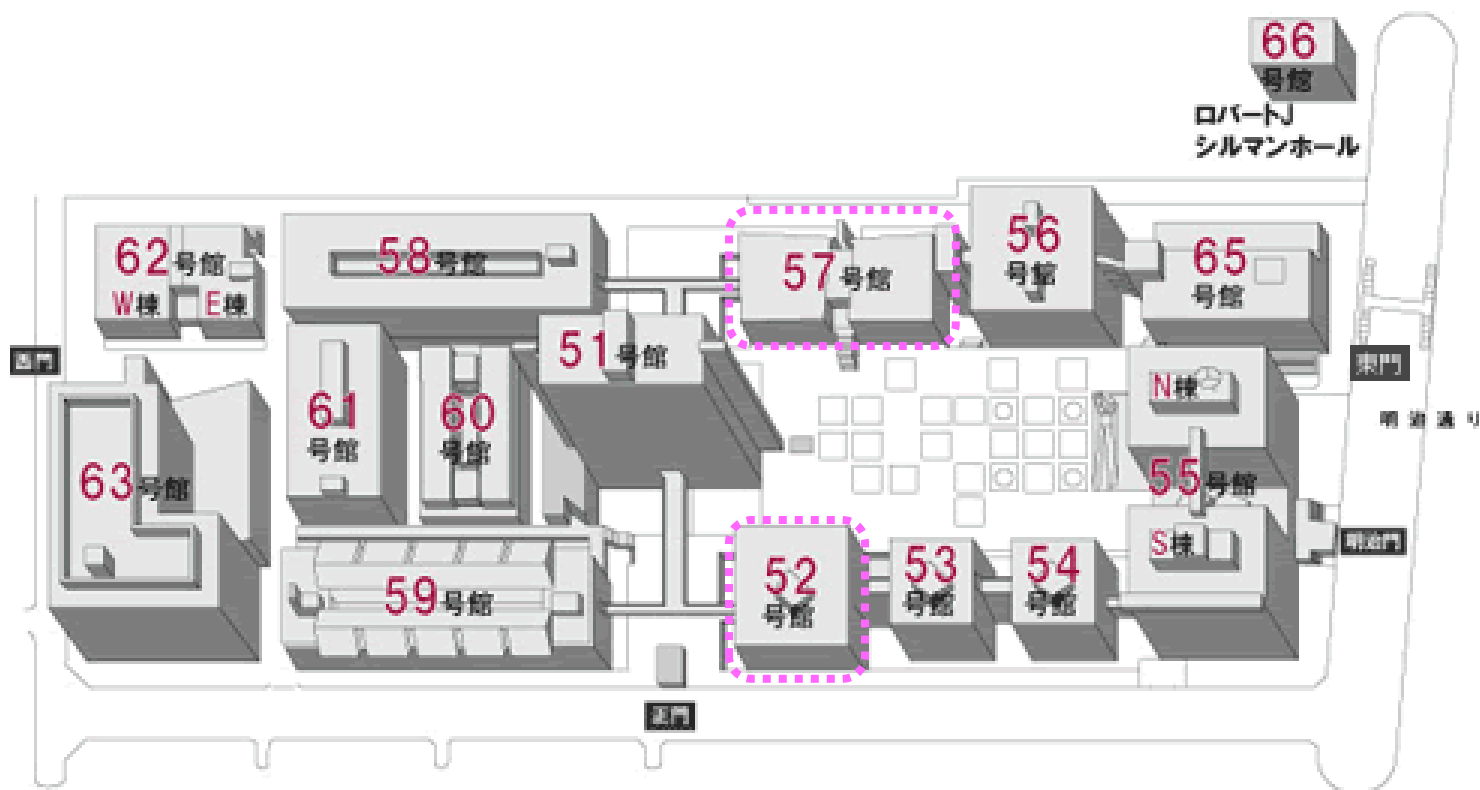 66
号館
ロバートJ
シルマンホール
62号館
W棟 E棟
58号館
57号館
56
号館
65
号館
51号館
西門
61
号館
60
号館
N棟
東門
明治通り
63号館
55号館
S棟
明治門
59号館
52
号館
53
号館
54
号館
正門